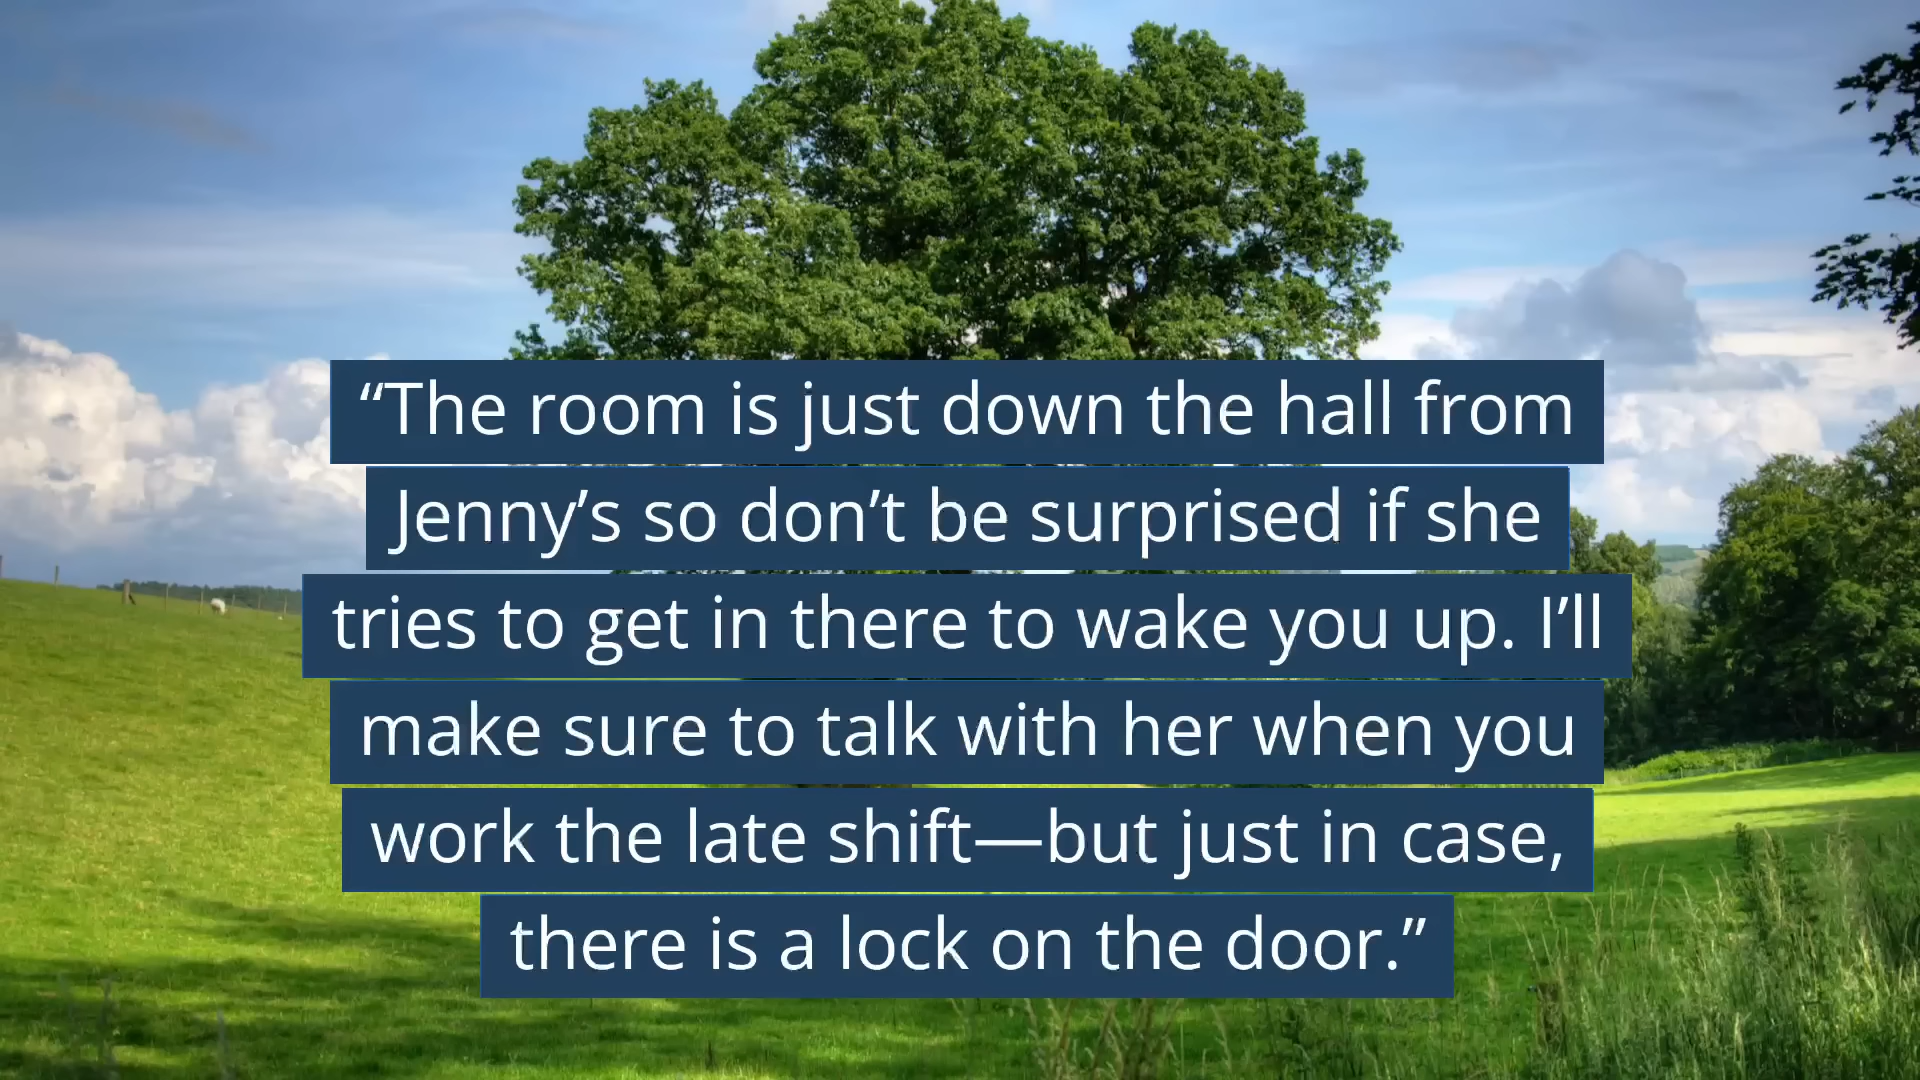 “The room is just down the hall from
Jenny’s so don’t be surprised if she
tries to get in there to wake you up. I’ll
make sure to talk with her when you
work the late shift—but just in case,
there is a lock on the door.”